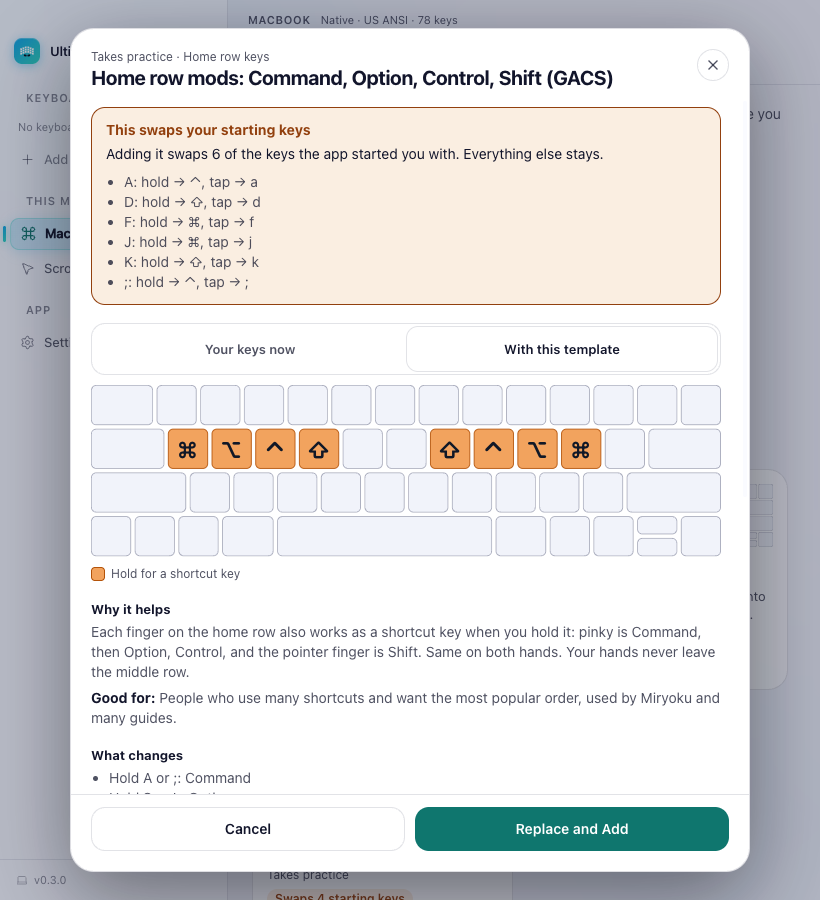 MACBOOK Native · US ANSI · 78 keys
Takes practice · Home row keys
Home row mods: Command, Option, Control, Shift (GACS)
This swaps your starting keys
Adding it swaps 6 of the keys the app started you with. Everything else stays.
• A: hold → ^, tap → a
• D: hold → ⇧, tap → d
• F: hold → ⌘, tap → f
• J: hold → ⌘, tap → j
• K: hold → ⇧, tap → k
• ;: hold → ^, tap → ;
Your keys now
With this template
⌘ ⌥ ^ ⇧ ⇧ ^ ⌥ ⌘
Hold for a shortcut key
Why it helps
Each finger on the home row also works as a shortcut key when you hold it: pinky is Command,
then Option, Control, and the pointer finger is Shift. Same on both hands. Your hands never leave
the middle row.
Good for: People who use many shortcuts and want the most popular order, used by Miryoku and
many guides.
What changes
• Hold A or ;: Command
Cancel
Replace and Add
Ulti
KEYBOA
No keyboa
+ Add
THIS M
⌘ Mac
Scro
APP
Setti
v0.3.0
e you
nto
Takes practice
Swaps 4 starting keys